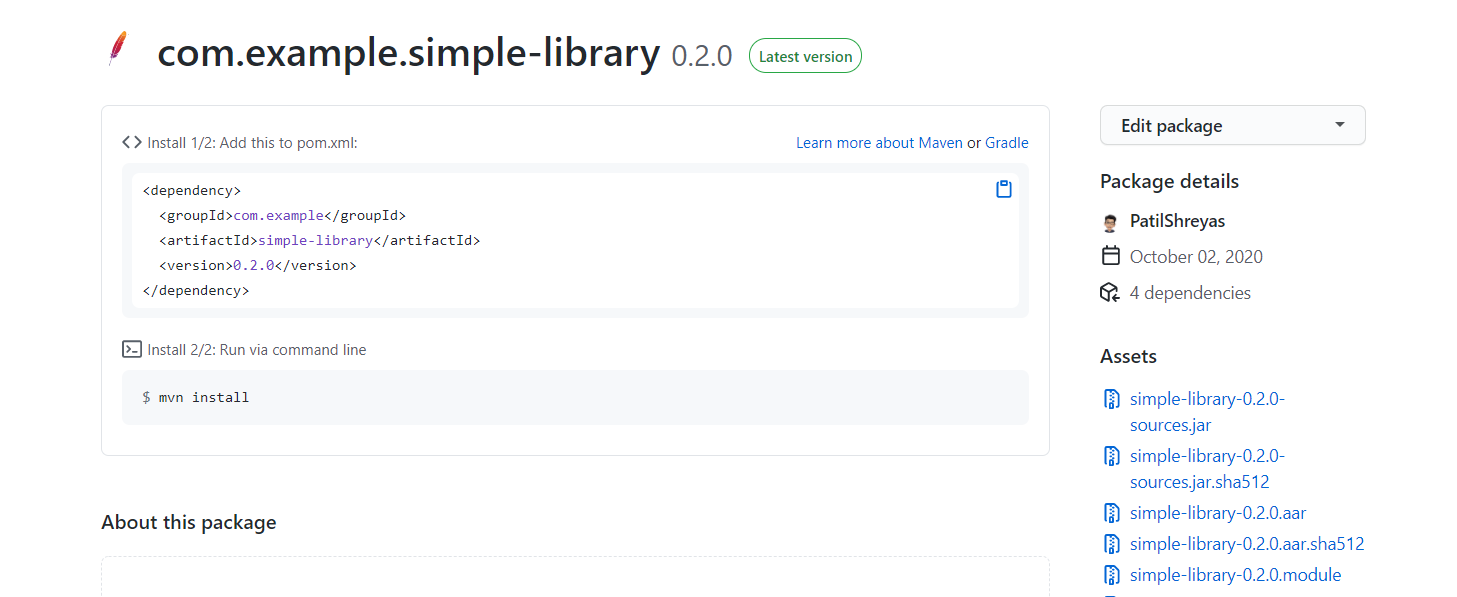 com.example.simple-library 0.2.0 Latest version
Install 1/2: Add this to pom.xml:
Learn more about Maven or Gradle
<dependency>
  <groupId>com.example</groupId>
  <artifactId>simple-library</artifactId>
  <version>0.2.0</version>
</dependency>
Install 2/2: Run via command line
$ mvn install
About this package
Edit package
Package details
PatilShreyas
October 02, 2020
4 dependencies
Assets
simple-library-0.2.0-
sources.jar
simple-library-0.2.0-
sources.jar.sha512
simple-library-0.2.0.aar
simple-library-0.2.0.aar.sha512
simple-library-0.2.0.module